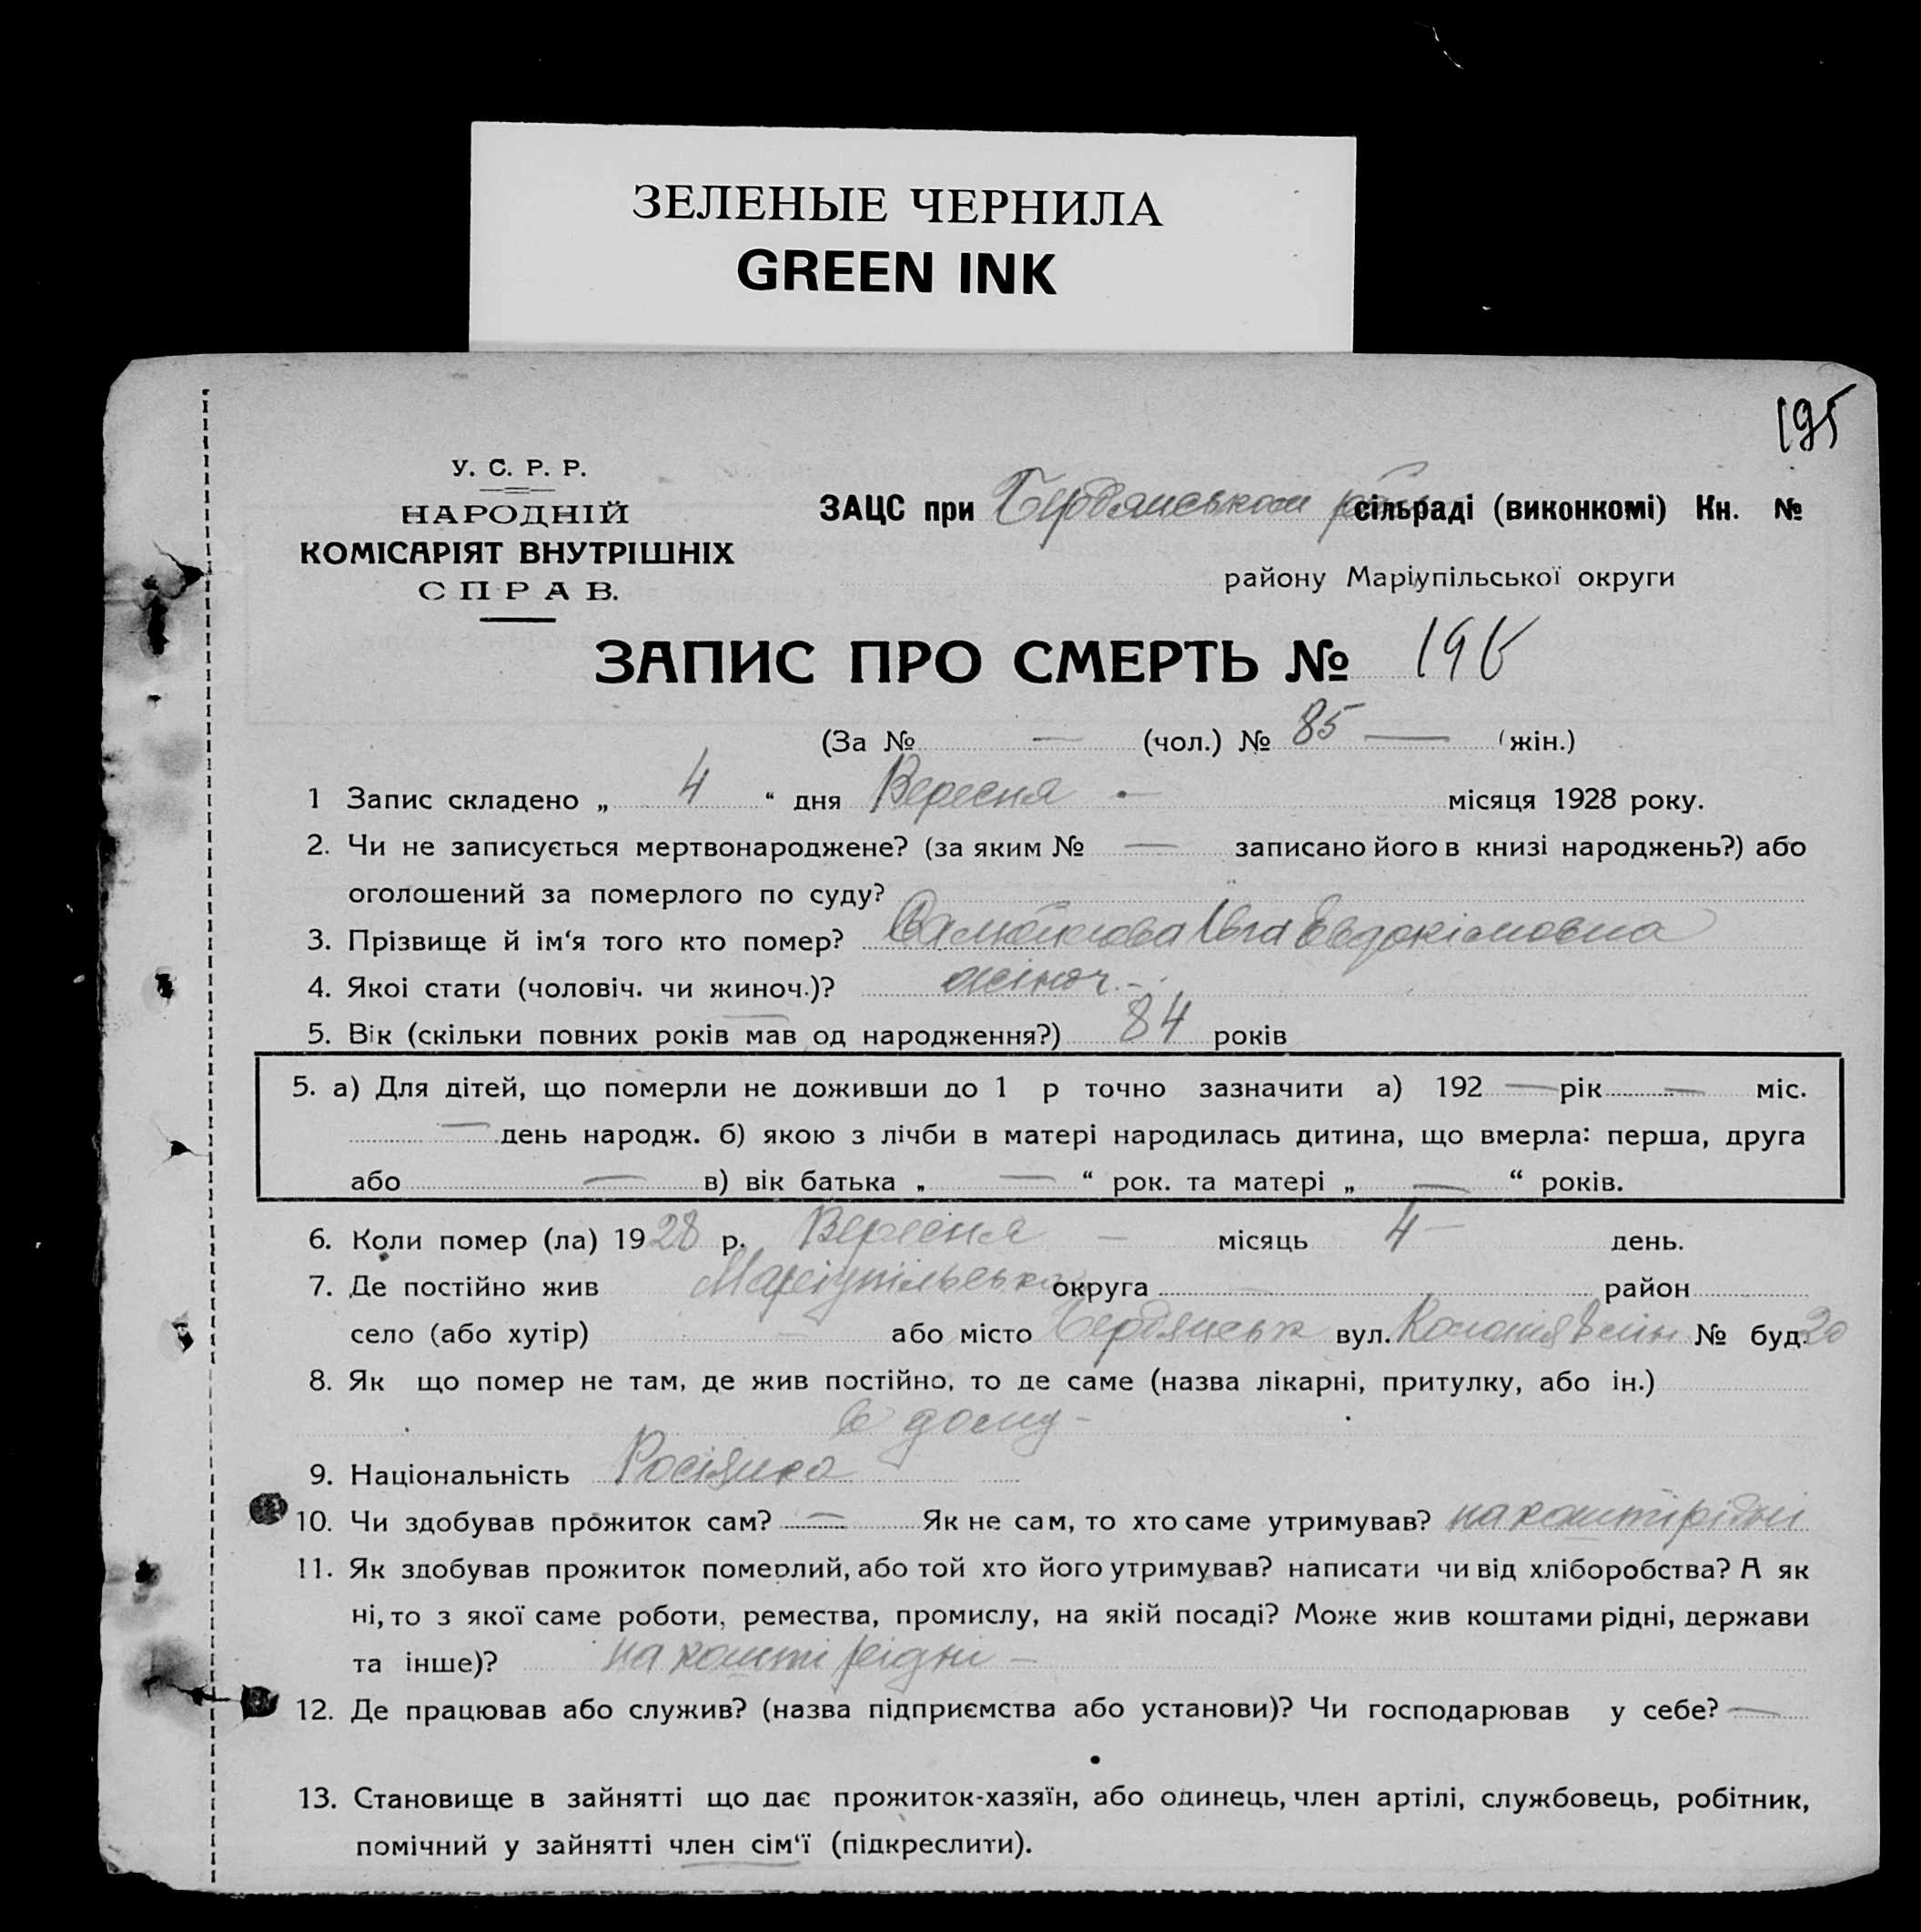 ЗЕЛЕНЫЕ ЧЕРНИЛА
GREEN INK
195
У. С. Р. Р.
НАРОДНІЙ
КОМІСАРІЯТ ВНУТРІШНІХ
СПРАВ.
ЗАЦС при Бердянському сільраді (виконкомі) Кн. №
району Маріупільської округи
ЗАПИС ПРО СМЕРТЬ № 196
(За № — (чол.) № 85 — (жін.)
1 Запис складено „ 4 “ дня Вересня — місяця 1928 року.
2. Чи не записується мертвонароджене? (за яким № — записано його в книзі народжень?) або
оголошений за померлого по суду?
3. Прізвище й ім‘я того кто помер? Евдокімовна
4. Якоі стати (чоловіч. чи жиноч.)? жіноч. —
5. Вік (скільки повних років мав од народження?) 84 років
5. а) Для дітей, що померли не доживши до 1 р точно зазначити а) 192 — рік — міс.
— день народж. б) якою з лічби в матері народилась дитина, що вмерла: перша, друга
або — в) вік батька „ — “ рок. та матері „ — “ років.
6. Коли помер (ла) 1928 р. Вересня — місяць 4 — день.
7. Де постійно жив Маріупільська округа — район
село (або хутір) — або місто Бердянськ вул. № буд. 20
8. Як що помер не там, де жив постійно, то де саме (назва лікарні, притулку, або ін.)
в дому —
9. Національність Росіянка
10. Чи здобував прожиток сам? — Як не сам, то хто саме утримував? на кошті рідні
11. Як здобував прожиток померлий, або той хто його утримував? написати чи від хліборобства? А як
ні, то з якої саме роботи, ремества, промислу, на якій посаді? Може жив коштами рідні, держави
та інше)? на кошті рідні —
12. Де працював або служив? (назва підприємства або установи)? Чи господарював у себе? —
13. Становище в зайнятті що дає прожиток-хазяїн, або одинець, член артілі, службовець, робітник,
помічний у зайнятті член сім‘ї (підкреслити).